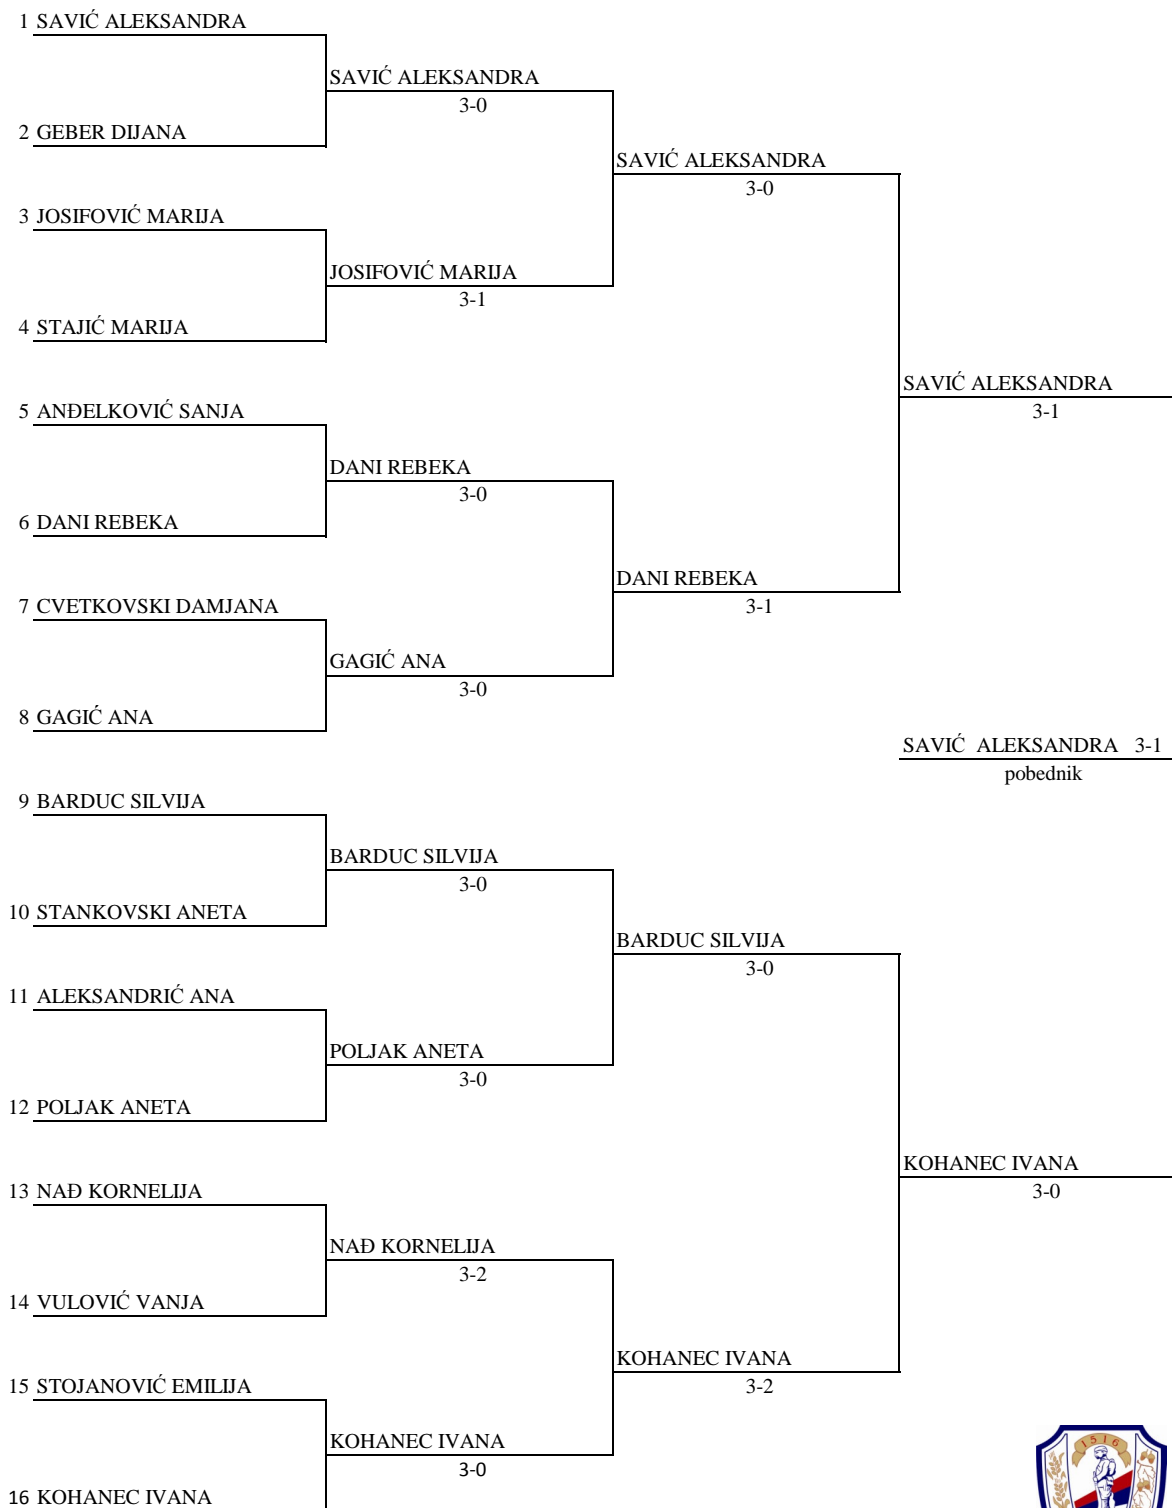 1 SAVIĆ ALEKSANDRA
SAVIĆ ALEKSANDRA
3-0
2 GEBER DIJANA
SAVIĆ ALEKSANDRA
3-0
3 JOSIFOVIĆ MARIJA
JOSIFOVIĆ MARIJA
3-1
4 STAJIĆ MARIJA
SAVIĆ ALEKSANDRA
3-1
5 ANĐELKOVIĆ SANJA
DANI REBEKA
3-0
6 DANI REBEKA
DANI REBEKA
3-1
7 CVETKOVSKI DAMJANA
GAGIĆ ANA
3-0
8 GAGIĆ ANA
SAVIĆ ALEKSANDRA 3-1
pobednik
9 BARDUC SILVIJA
BARDUC SILVIJA
3-0
10 STANKOVSKI ANETA
BARDUC SILVIJA
3-0
11 ALEKSANDRIĆ ANA
POLJAK ANETA
3-0
12 POLJAK ANETA
KOHANEC IVANA
3-0
13 NAĐ KORNELIJA
NAĐ KORNELIJA
3-2
14 VULOVIĆ VANJA
KOHANEC IVANA
3-2
15 STOJANOVIĆ EMILIJA
KOHANEC IVANA
3-0
16 KOHANEC IVANA
1516